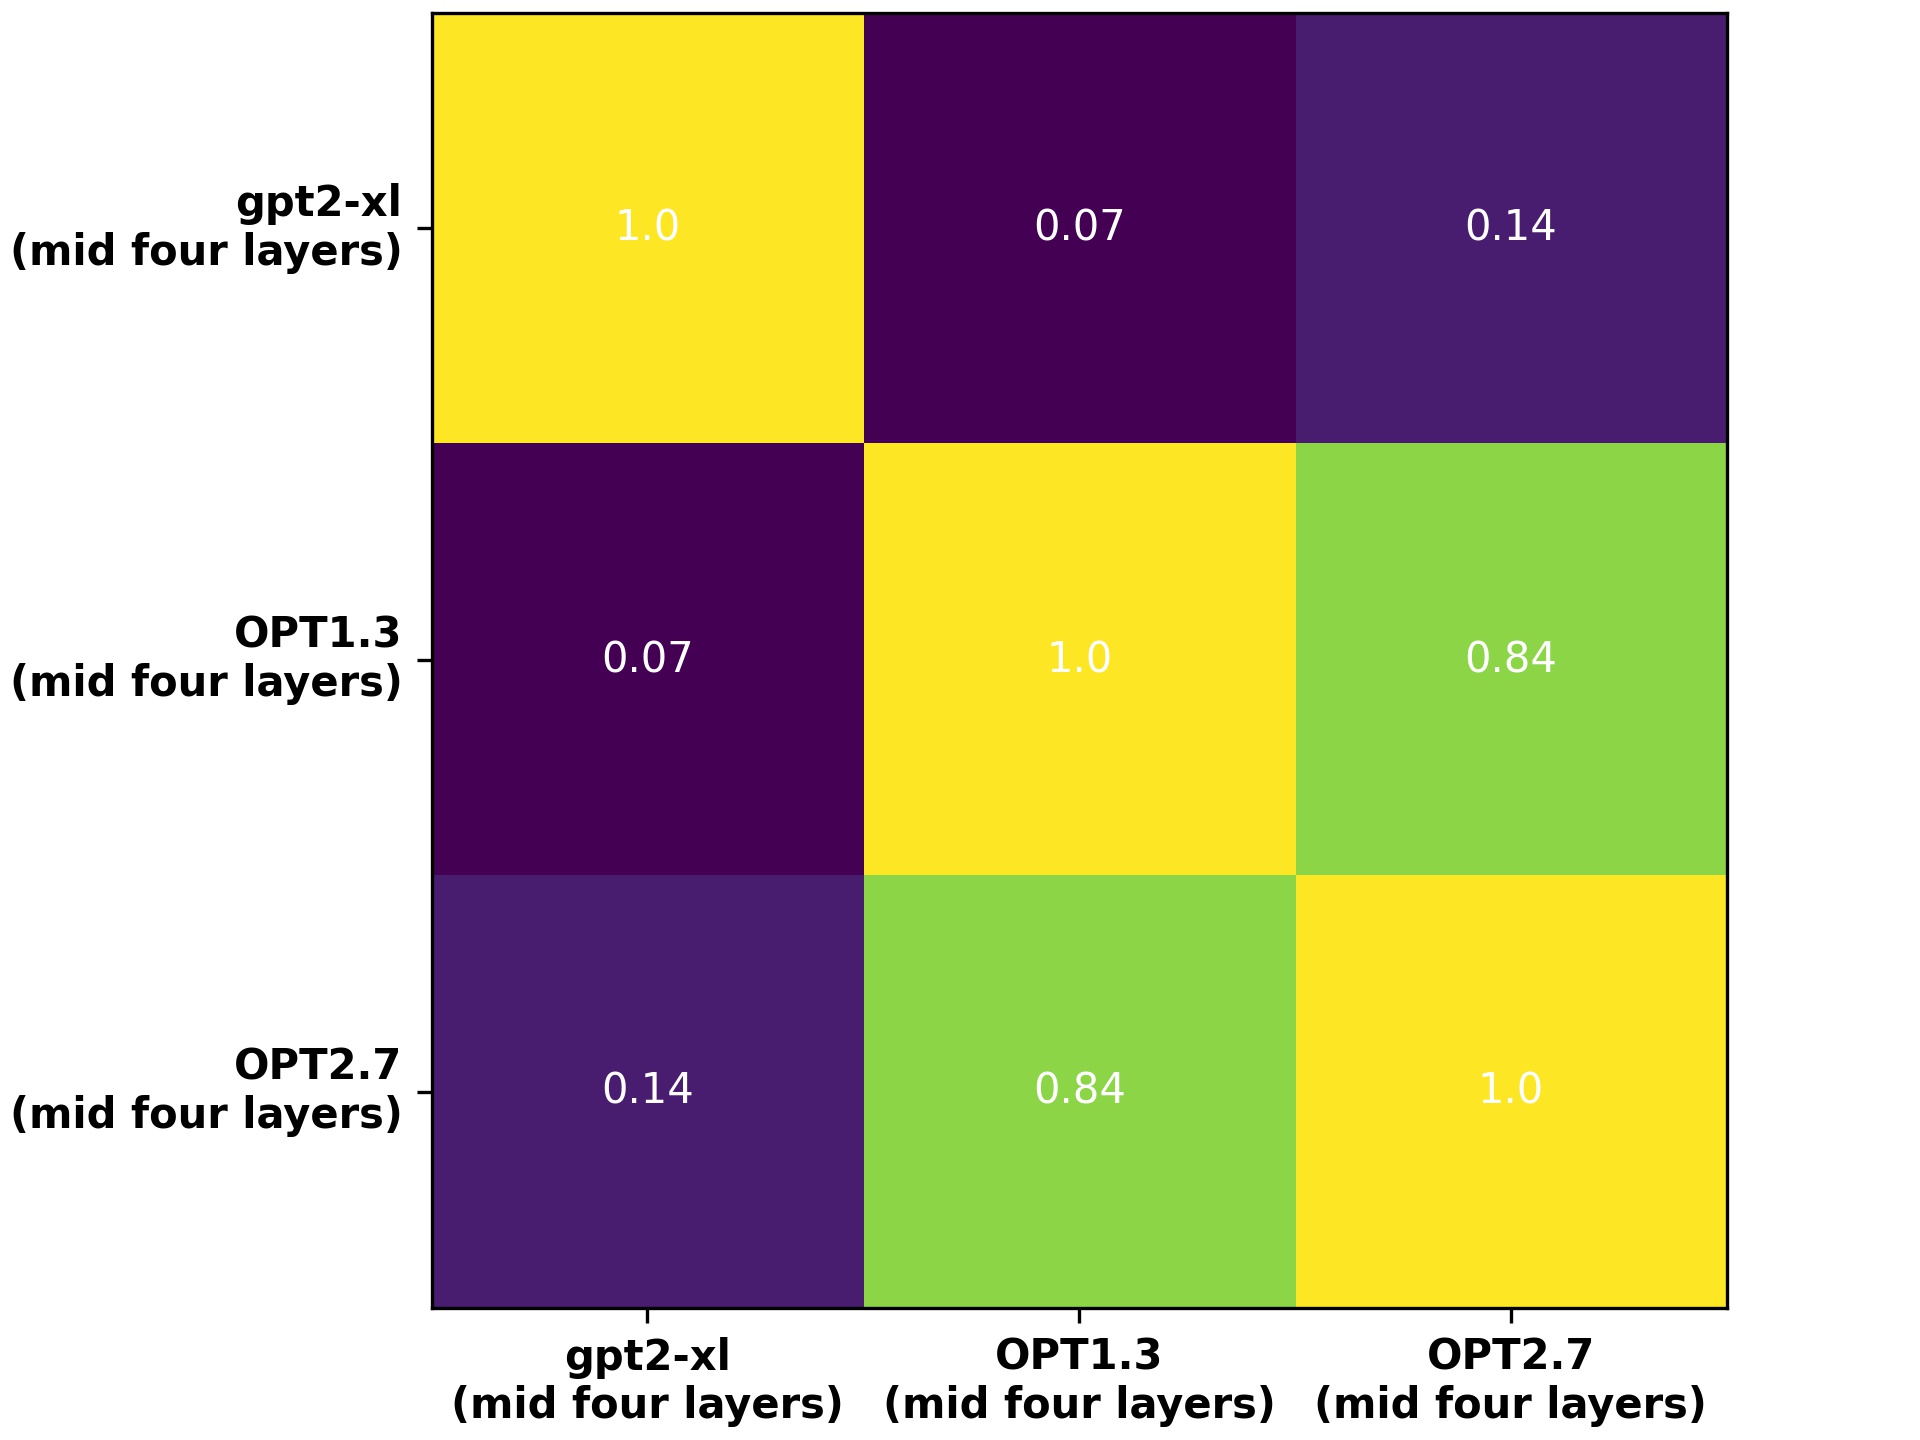 gpt2-xl
(mid four layers)
1.0
0.07
0.14
OPT1.3
(mid four layers)
0.07
1.0
0.84
OPT2.7
(mid four layers)
0.14
0.84
1.0
gpt2-xl
(mid four layers)
OPT1.3
(mid four layers)
OPT2.7
(mid four layers)